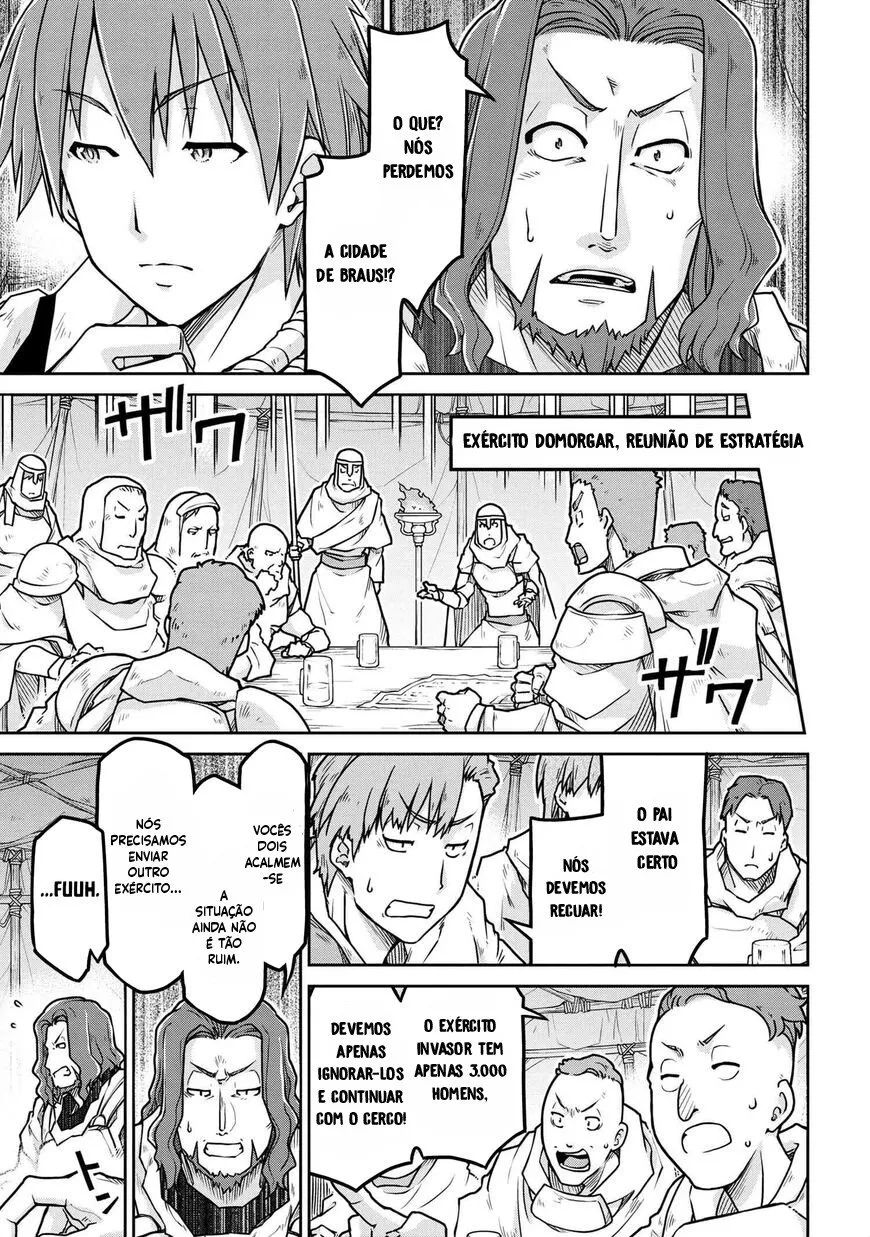 O QUE?
NÓS
PERDEMOS
A CIDADE
DE BRAUS!?
EXÉRCITO DOMORGAR, REUNIÃO DE ESTRATÉGIA
ザワ
ザワ
O PAI
ESTAVA
CERTO
NÓS
DEVEMOS
RECUAR!
O EXÉRCITO
INVASOR TEM
APENAS 3.000
HOMENS,
DEVEMOS
APENAS
IGNORAR-LOS
E CONTINUAR
COM O CERCO!
VOCÊS
DOIS
ACALMEM
-SE
A
SITUAÇÃO
AINDA NÃO
É TÃO
RUIM.
NÓS
PRECISAMOS
ENVIAR
OUTRO
EXÉRCITO...
...FUUH.